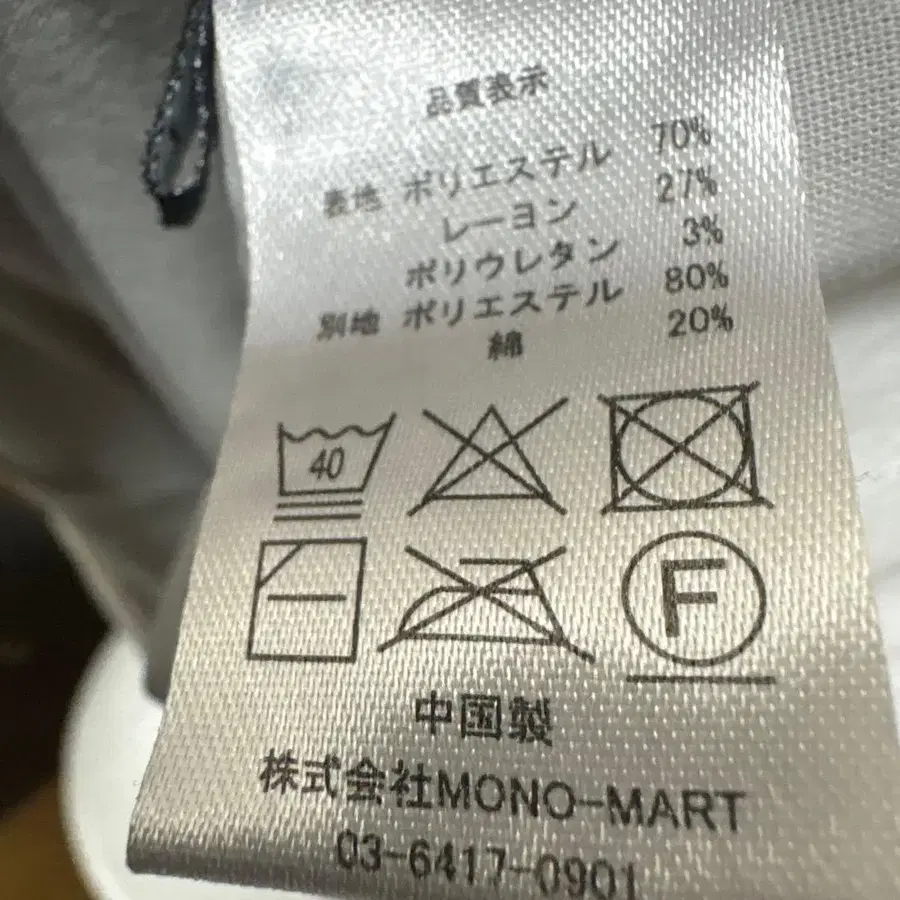 品質表示
表地 ポリエステル 70%
レーヨン 27%
ポリウレタン 3%
別地 ポリエステル 80%
綿 20%
40
F
中国製
株式会社MONO-MART
03-6417-0901